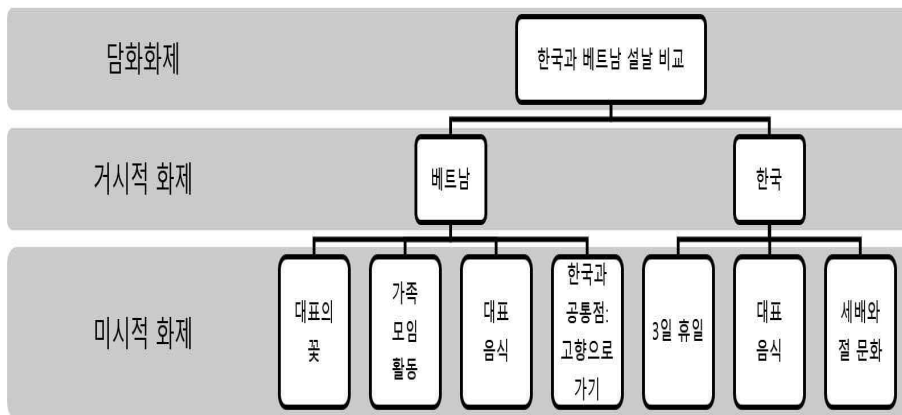 담화화제
한국과 베트남 설날 비교
거시적 화제
베트남
한국
미시적 화제
대표의
꽃
가족
모임
활동
대표
음식
한국과
공통점:
고향으로
가기
3일 휴일
대표
음식
세배와
절 문화